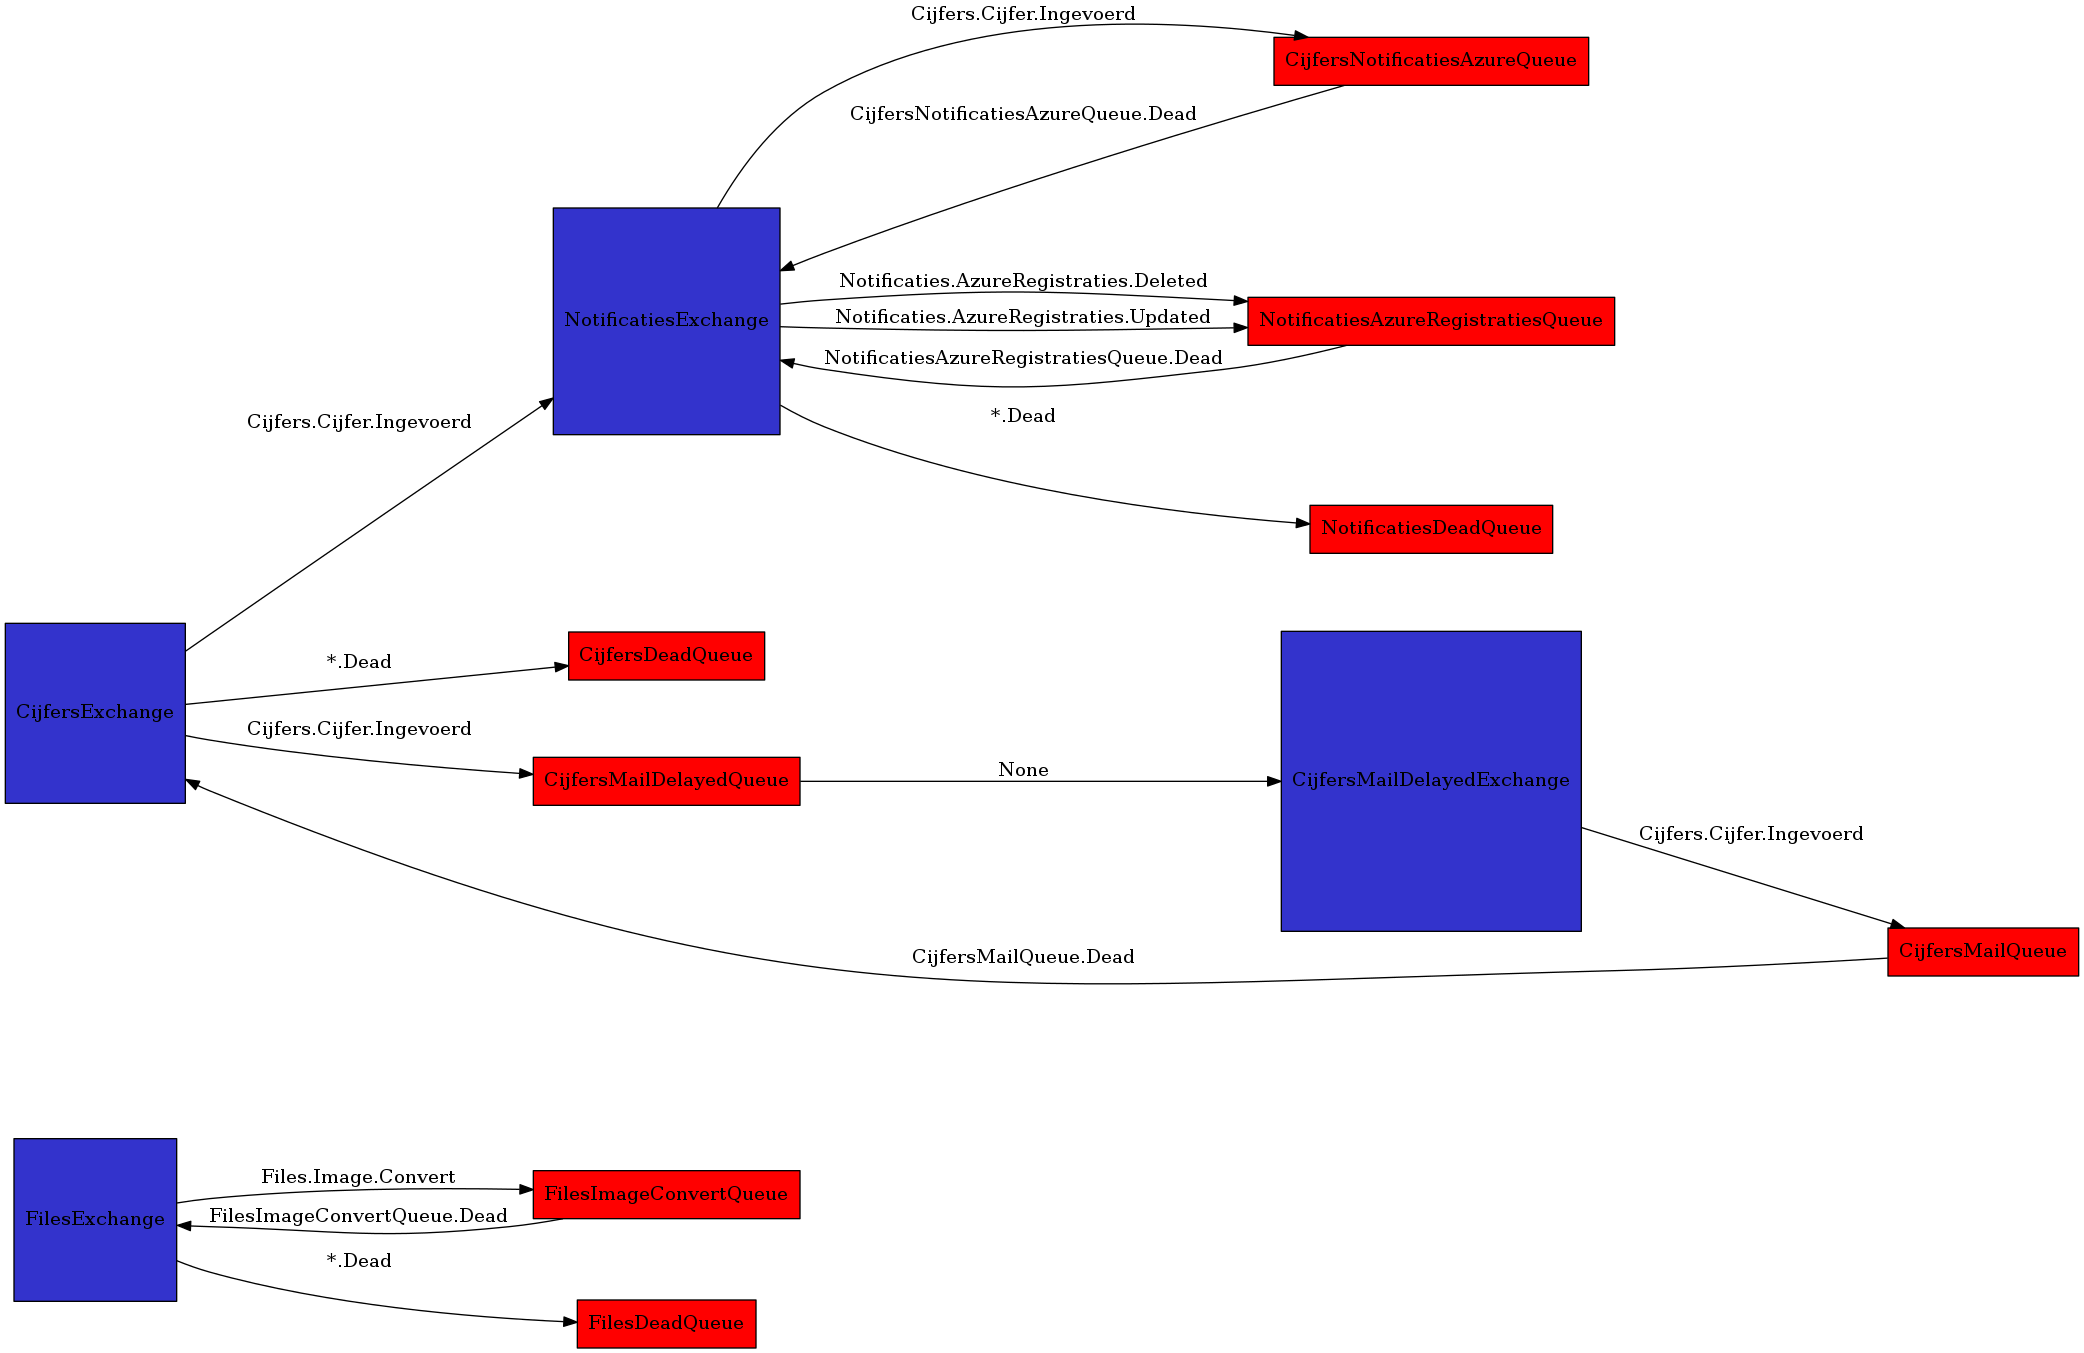 Cijfers.Cijfer.Ingevoerd
CijfersNotificatiesAzureQueue
CijfersNotificatiesAzureQueue.Dead
Notificaties.AzureRegistraties.Deleted
NotificatiesExchange
Notificaties.AzureRegistraties.Updated
NotificatiesAzureRegistratiesQueue
NotificatiesAzureRegistratiesQueue.Dead
*.Dead
Cijfers.Cijfer.Ingevoerd
NotificatiesDeadQueue
*.Dead
CijfersDeadQueue
CijfersExchange
Cijfers.Cijfer.Ingevoerd
CijfersMailDelayedQueue
None
CijfersMailDelayedExchange
Cijfers.Cijfer.Ingevoerd
CijfersMailQueue.Dead
CijfersMailQueue
Files.Image.Convert
FilesImageConvertQueue
FilesExchange
FilesImageConvertQueue.Dead
*.Dead
FilesDeadQueue